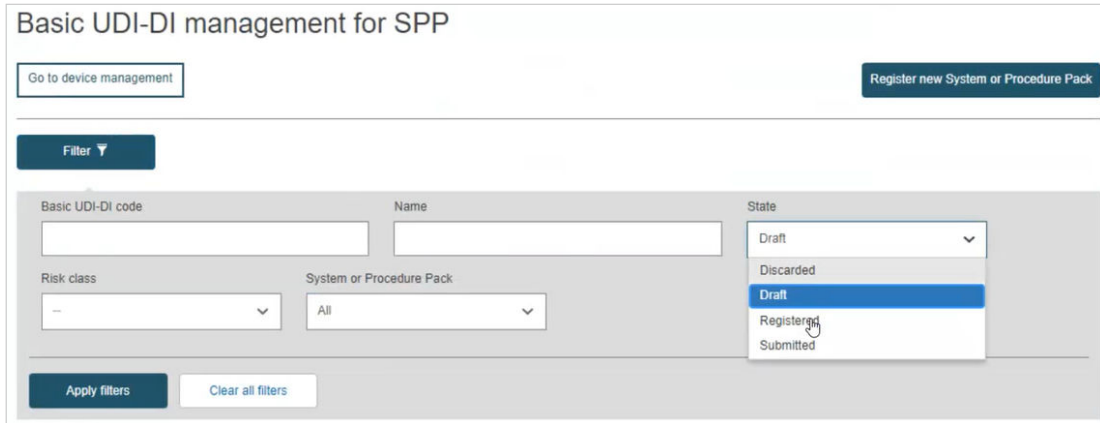 Basic UDI-DI management for SPP
Go to device management
Register new System or Procedure Pack
Filter
Basic UDI-DI code
Name
State
Draft
Risk class
System or Procedure Pack
--
All
Discarded
Draft
Registered
Submitted
Apply filters
Clear all filters